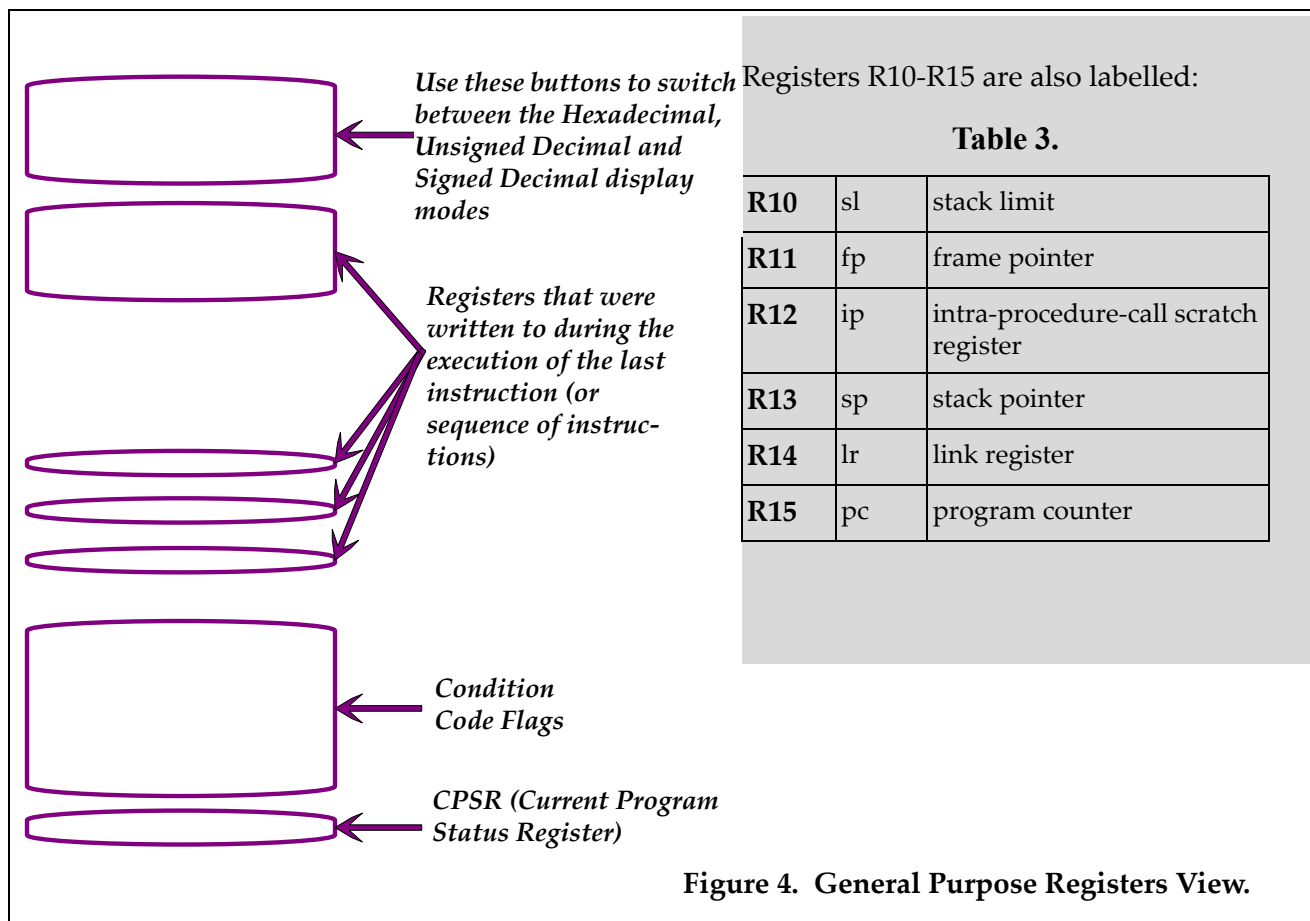 Use these buttons to switch
between the Hexadecimal,
Unsigned Decimal and
Signed Decimal display
modes
Registers that were
written to during the
execution of the last
instruction (or
sequence of instruc-
tions)
Condition
Code Flags
CPSR (Current Program
Status Register)
Registers R10-R15 are also labelled:
Table 3.
R10 sl stack limit
R11 fp frame pointer
R12 ip intra-procedure-call scratch
register
R13 sp stack pointer
R14 lr link register
R15 pc program counter
Figure 4. General Purpose Registers View.